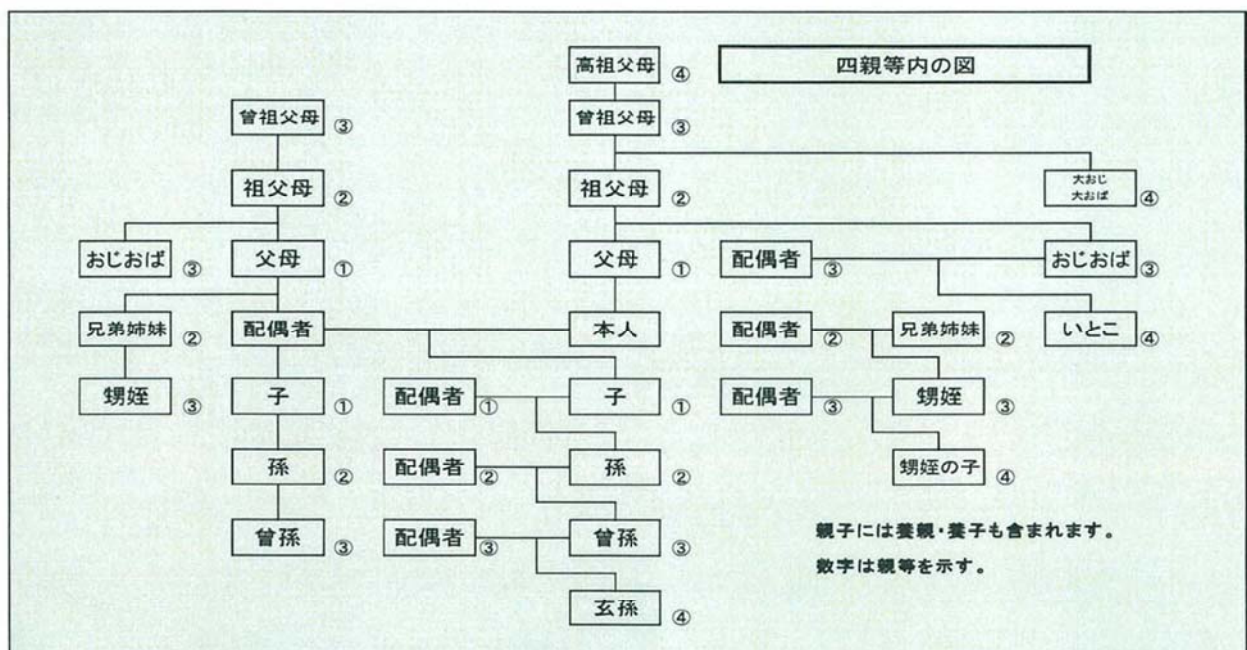 高祖父母 ④ 四親等内の図
曾祖父母 ③ 曾祖父母 ③
祖父母 ② 祖父母 ② 大おじ
大おば ④
おじおば ③ 父母 ① 父母 ① 配偶者 ③ おじおば ③
兄弟姉妹 ② 配偶者 本人 配偶者 ② 兄弟姉妹 ② いとこ ④
甥姪 ③ 子 ① 配偶者 ① 子 ① 配偶者 ③ 甥姪 ③
孫 ② 配偶者 ② 孫 ② 甥姪の子 ④
曾孫 ③ 配偶者 ③ 曾孫 ③
親子には養親・養子も含まれます。
数字は親等を示す。
玄孫 ④